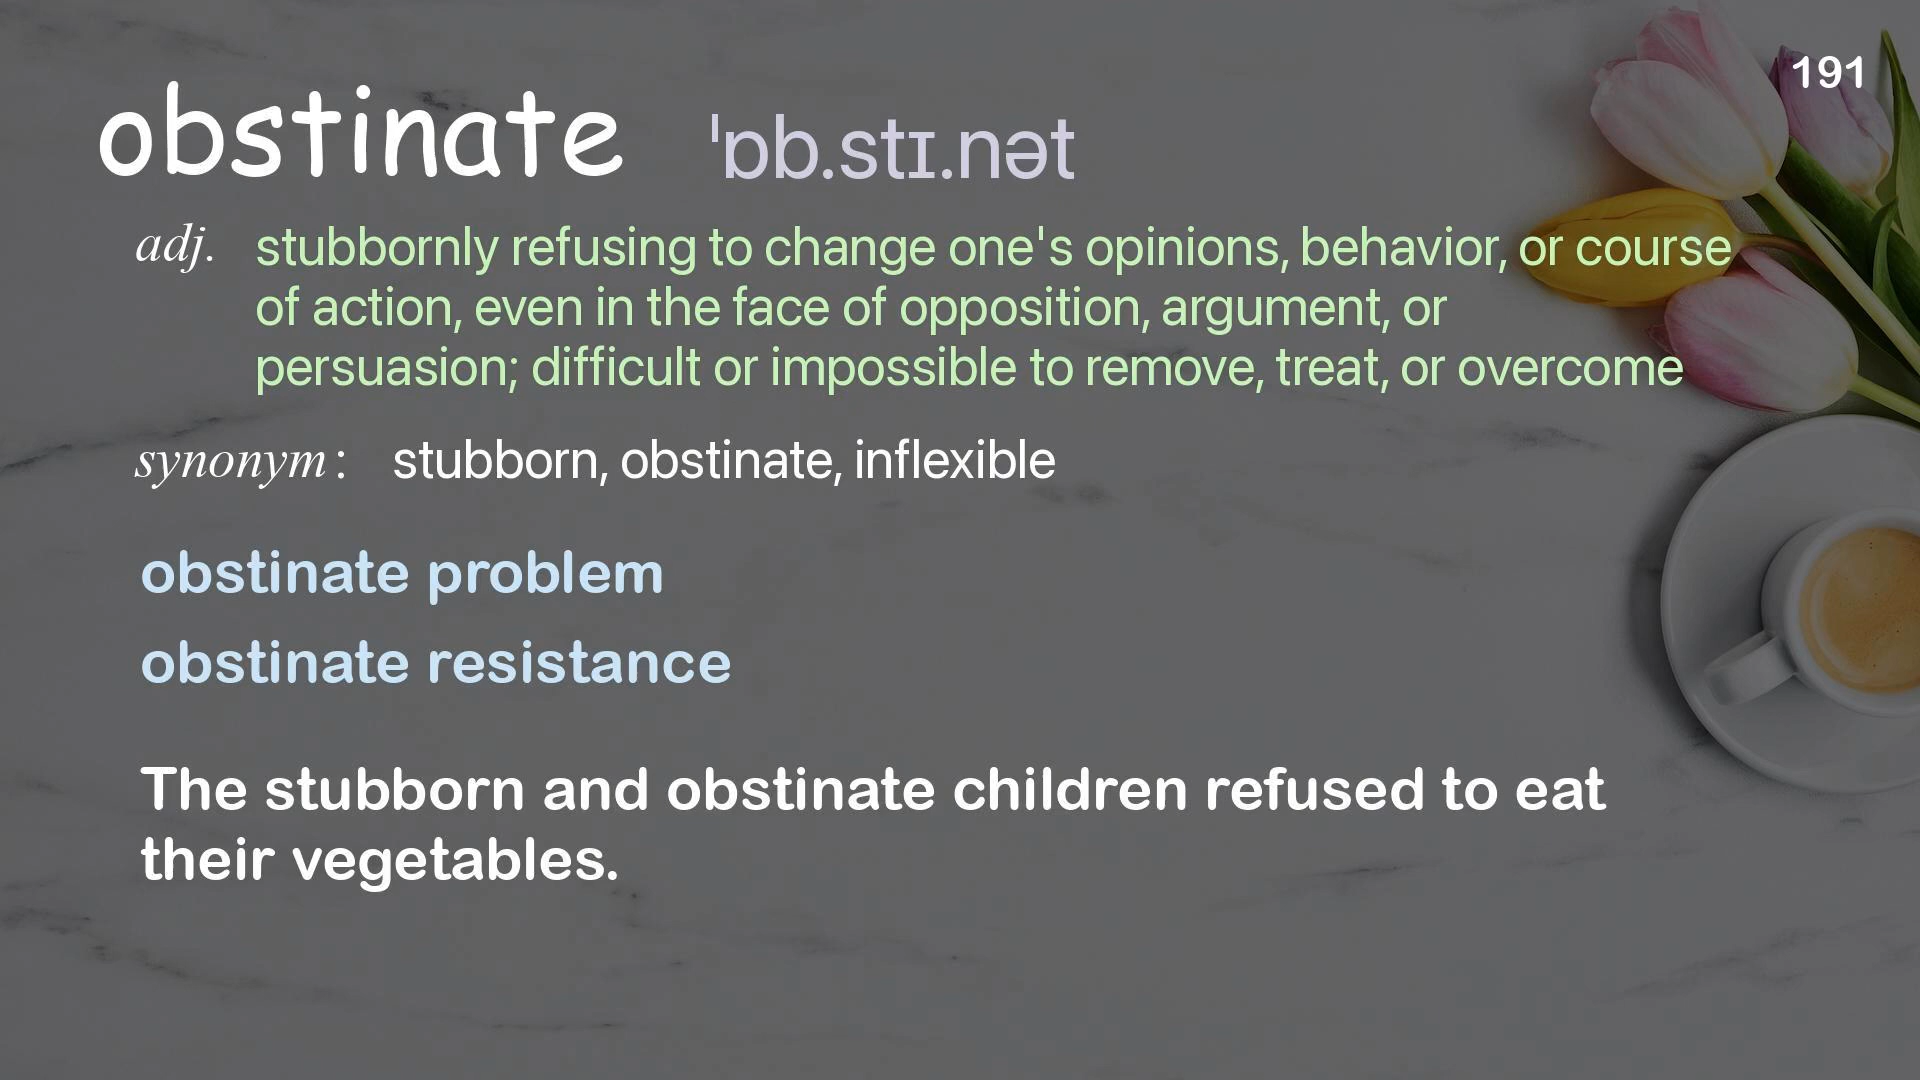 191
obstinate ˈɒb.stɪ.nət
adj. stubbornly refusing to change one's opinions, behavior, or course
of action, even in the face of opposition, argument, or
persuasion; difficult or impossible to remove, treat, or overcome
synonym: stubborn, obstinate, inflexible
obstinate problem
obstinate resistance
The stubborn and obstinate children refused to eat
their vegetables.